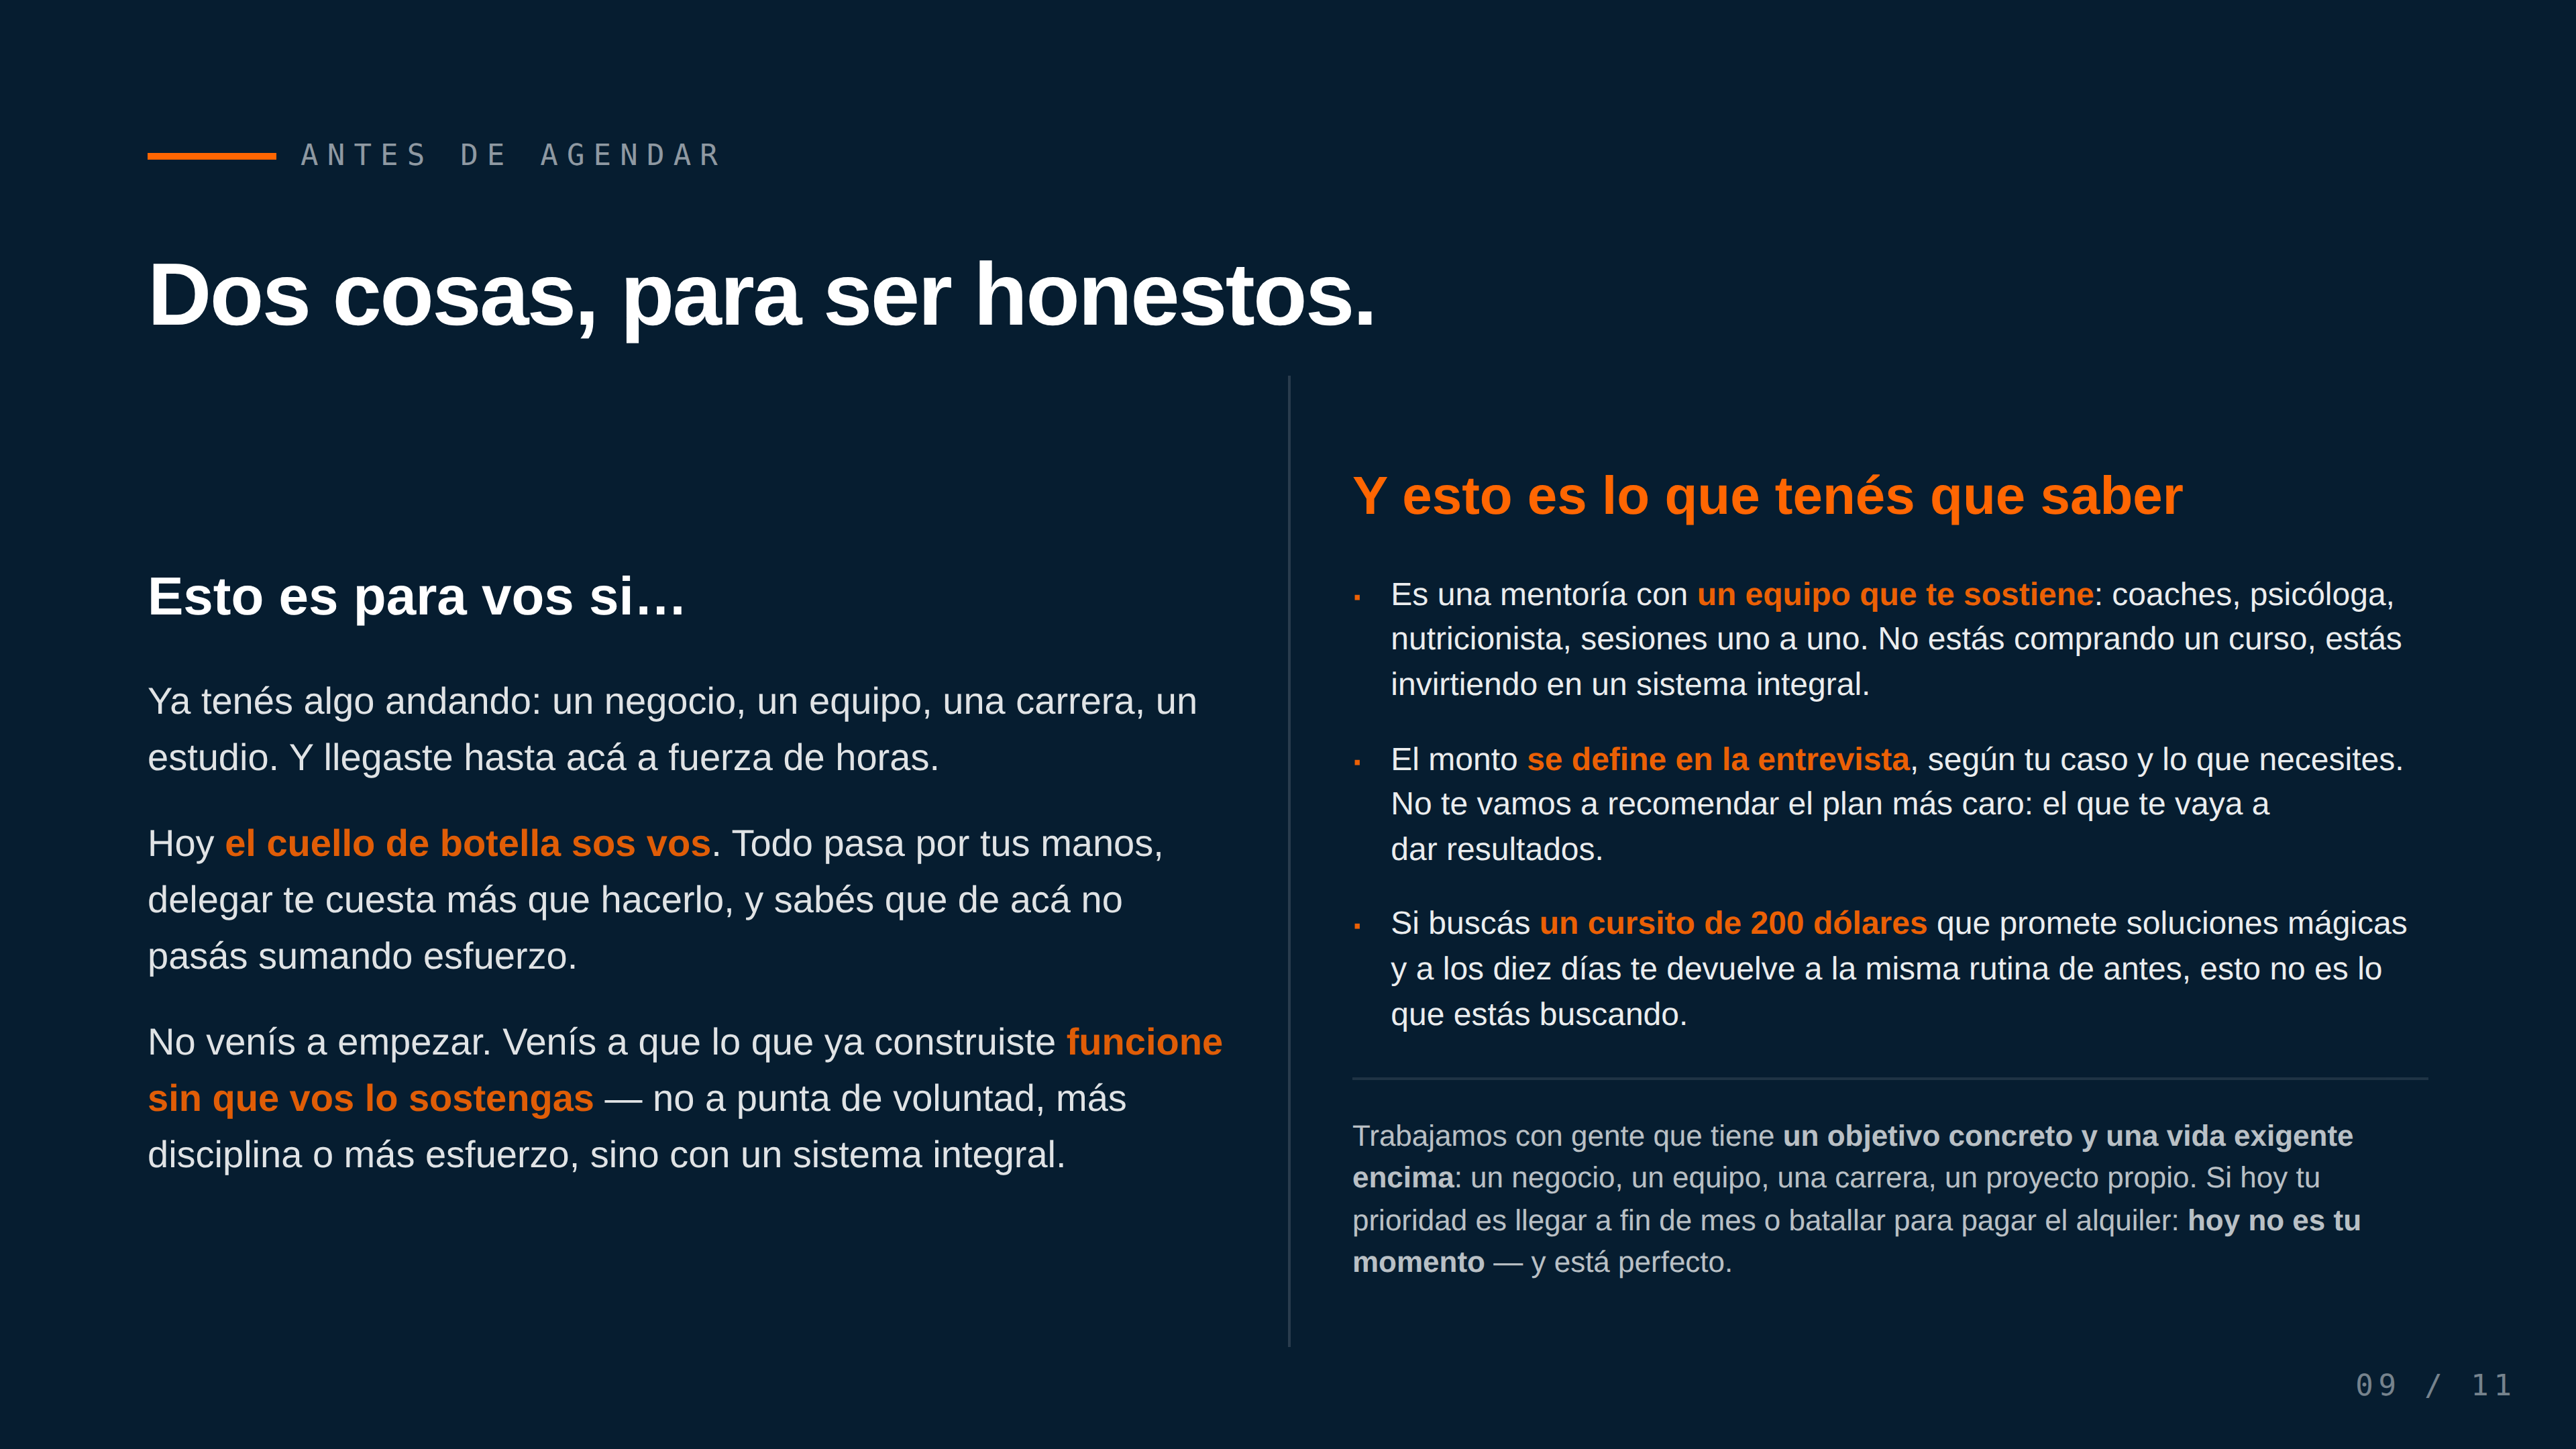 ANTES DE AGENDAR
Dos cosas, para ser honestos.
Esto es para vos si…
Ya tenés algo andando: un negocio, un equipo, una carrera, un
estudio. Y llegaste hasta acá a fuerza de horas.
Hoy el cuello de botella sos vos. Todo pasa por tus manos,
delegar te cuesta más que hacerlo, y sabés que de acá no
pasás sumando esfuerzo.
No venís a empezar. Venís a que lo que ya construiste funcione
sin que vos lo sostengas — no a punta de voluntad, más
disciplina o más esfuerzo, sino con un sistema integral.
Y esto es lo que tenés que saber
· Es una mentoría con un equipo que te sostiene: coaches, psicóloga,
nutricionista, sesiones uno a uno. No estás comprando un curso, estás
invirtiendo en un sistema integral.
· El monto se define en la entrevista, según tu caso y lo que necesites.
No te vamos a recomendar el plan más caro: el que te vaya a
dar resultados.
· Si buscás un cursito de 200 dólares que promete soluciones mágicas
y a los diez días te devuelve a la misma rutina de antes, esto no es lo
que estás buscando.
Trabajamos con gente que tiene un objetivo concreto y una vida exigente
encima: un negocio, un equipo, una carrera, un proyecto propio. Si hoy tu
prioridad es llegar a fin de mes o batallar para pagar el alquiler: hoy no es tu
momento — y está perfecto.
09 / 11